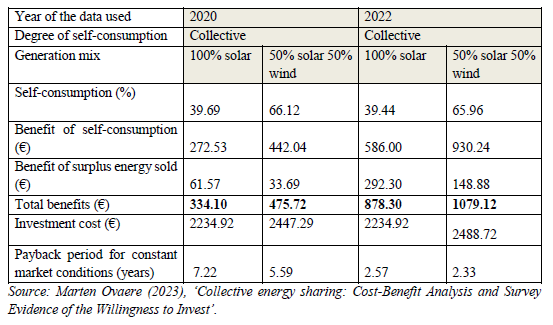 Year of the data used 2020 2022
Degree of self-consumption Collective Collective
Generation mix 100% solar 50% solar 50% wind 100% solar 50% solar 50% wind
Self-consumption (%) 39.69 66.12 39.44 65.96
Benefit of self-consumption (€) 272.53 442.04 586.00 930.24
Benefit of surplus energy sold (€) 61.57 33.69 292.30 148.88
Total benefits (€) 334.10 475.72 878.30 1079.12
Investment cost (€) 2234.92 2447.29 2234.92 2488.72
Payback period for constant market conditions (years) 7.22 5.59 2.57 2.33
Source: Marten Ovaere (2023), ‘Collective energy sharing: Cost-Benefit Analysis and Survey
Evidence of the Willingness to Invest’.